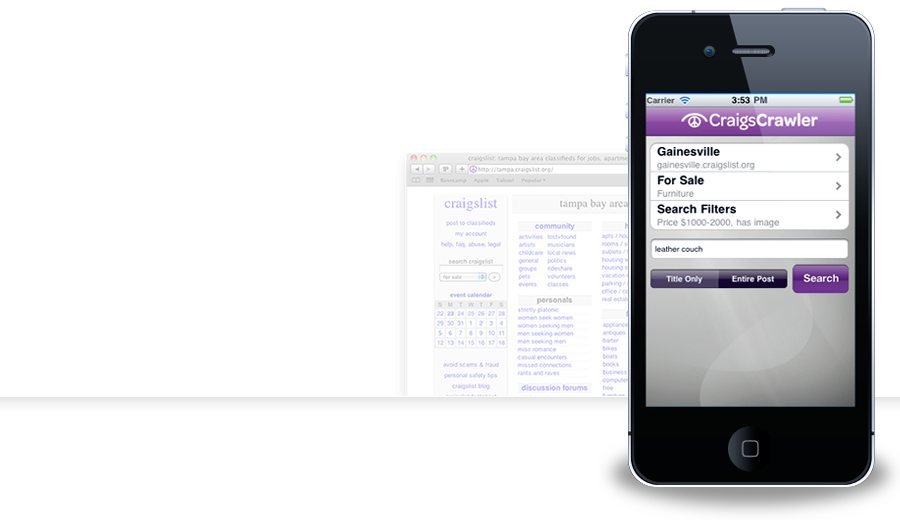 craigslist: tampa bay area classifieds for jobs, apartme
http://tampa.craigslist.org/
Basecamp Apple Yahoo! Popular
craigslist
post to classifieds
my account
help, faq, abuse, legal
search craigslist
for sale
>
event calendar
S M T W T F S
22 23 24 25 26 27 28
29 30 31 1 2 3 4
5 6 7 8 9 10 11
12 13 14 15 16 17 18
avoid scams & fraud
personal safety tips
craigslist blog
tampa bay area
community
activities lost+found
artists musicians
childcare local news
general politics
groups rideshare
pets volunteers
events classes
personals
strictly platonic
women seek women
women seeking men
men seeking women
men seeking men
misc romance
casual encounters
missed connections
rants and raves
discussion forums
h
apts / hou
rooms / s
sublets / t
housing w
housing s
vacation r
parking / s
office / co
real estate
applianc
antiques
barter
bikes
boats
books
business
computer
free
Carrier 3:53 PM
CraigsCrawler
Gainesville
gainesville.craigslist.org
For Sale
Furniture
Search Filters
Price $1000-2000, has image
leather couch
Title Only Entire Post Search